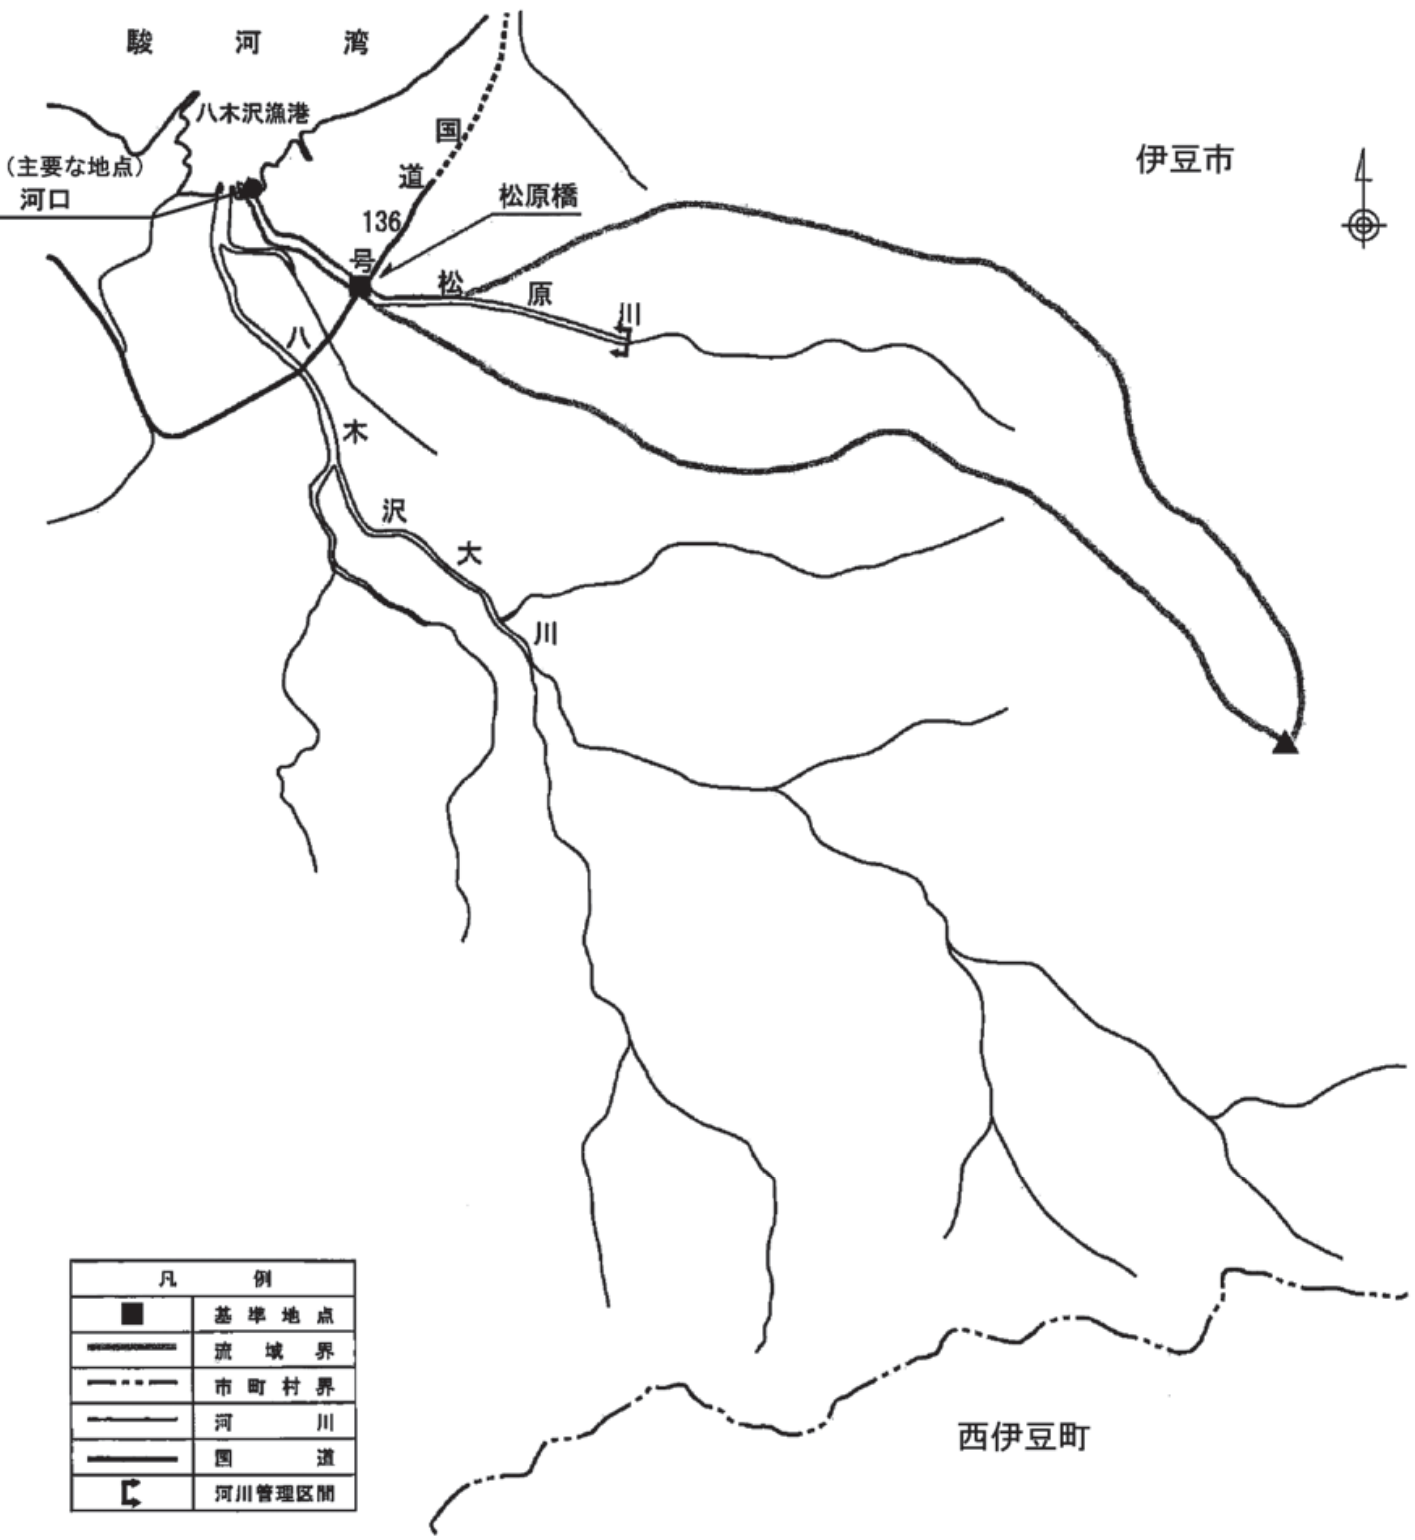 駿河湾
八木沢漁港
(主要な地点)
河口
国道136号
松原橋
伊豆市
松原川
八木沢大川
西伊豆町
凡例
基準地点
流域界
市町村界
河川
国道
河川管理区間